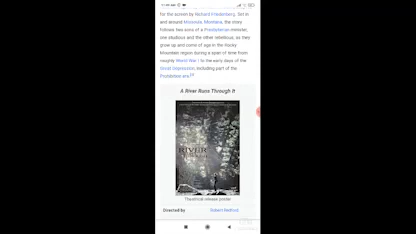 for the screen by Richard Friedenberg. Set in
and around Missoula, Montana, the story
follows two sons of a Presbyterian minister,
one studious and the other rebellious, as they
grow up and come of age in the Rocky
Mountain region during a span of time from
roughly World War I to the early days of the
Great Depression, including part of the
Prohibition era.
A River Runs Through It
RIVER
Theatrical release poster
Directed by Robert Redford